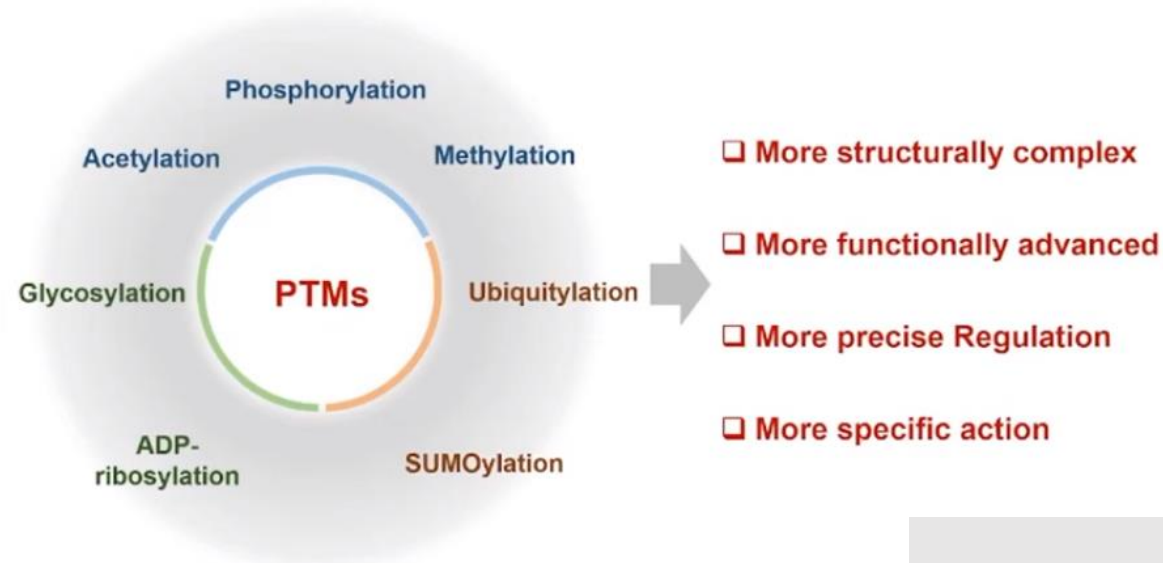 Phosphorylation
Acetylation
Methylation
Glycosylation
PTMs
Ubiquitylation
ADP-
ribosylation
SUMOylation
❑ More structurally complex
❑ More functionally advanced
❑ More precise Regulation
❑ More specific action